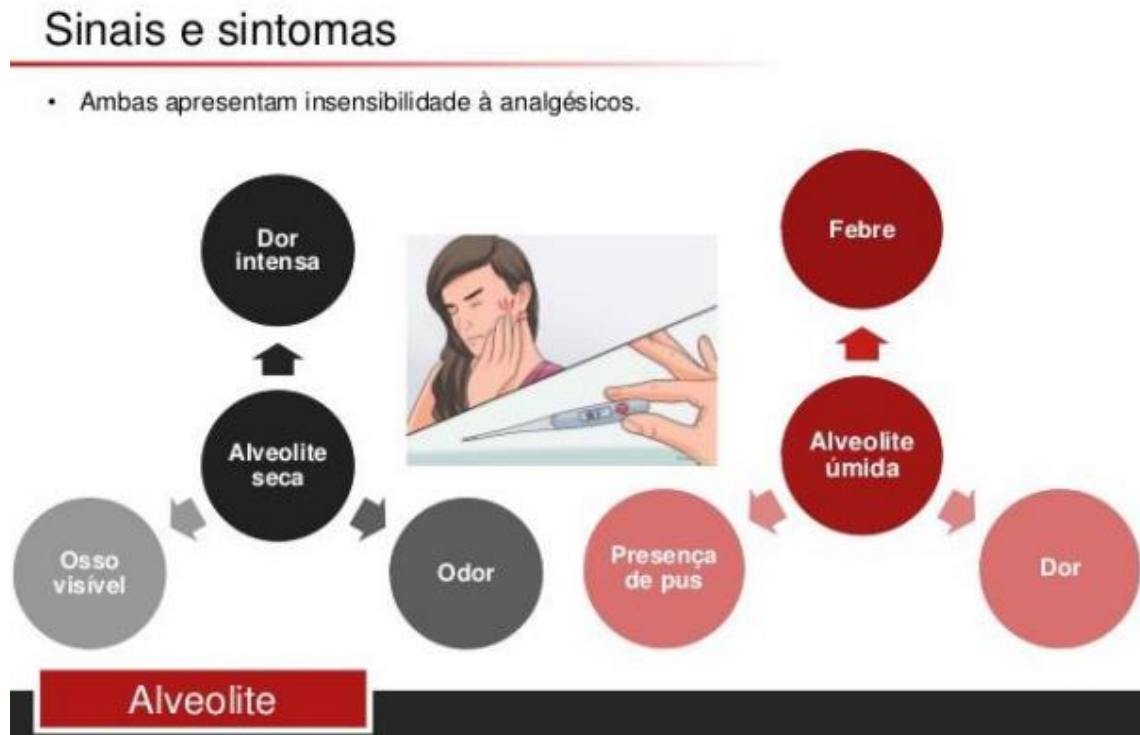 Sinais e sintomas
• Ambas apresentam insensibilidade à analgésicos.
Dor
intensa
Alveolite
seca
Osso
visível
Odor
Febre
Alveolite
úmida
Presença
de pus
Dor
Alveolite